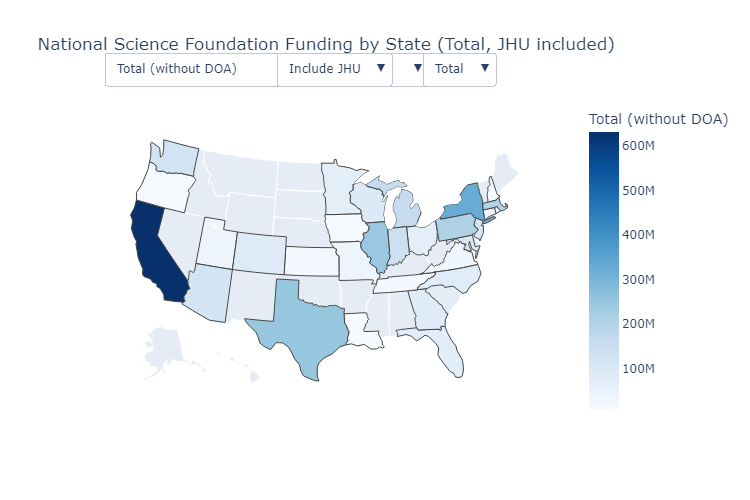 National Science Foundation Funding by State (Total, JHU included)
Total (without DOA) Include JHU ▼ ▼ Total ▼
Total (without DOA)
600M
500M
400M
300M
200M
100M